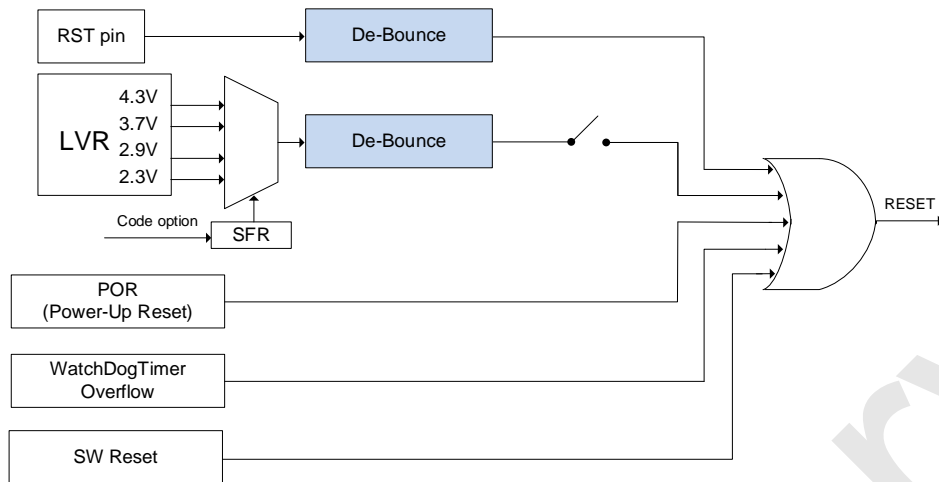 RST pin
De-Bounce
LVR
4.3V
3.7V
2.9V
2.3V
De-Bounce
Code option
SFR
RESET
POR
(Power-Up Reset)
WatchDogTimer
Overflow
SW Reset